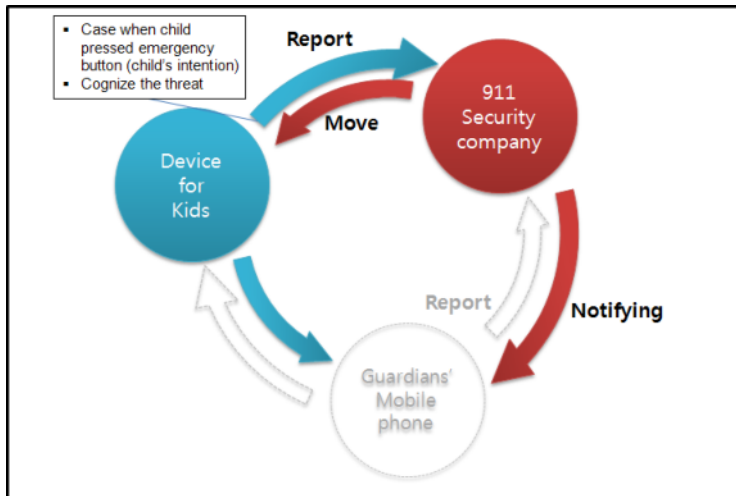 ▪ Case when child
pressed emergency
button (child's intention)
▪ Cognize the threat
Report
Move
911
Security
company
Device
for
Kids
Report
Notifying
Guardians'
Mobile
phone